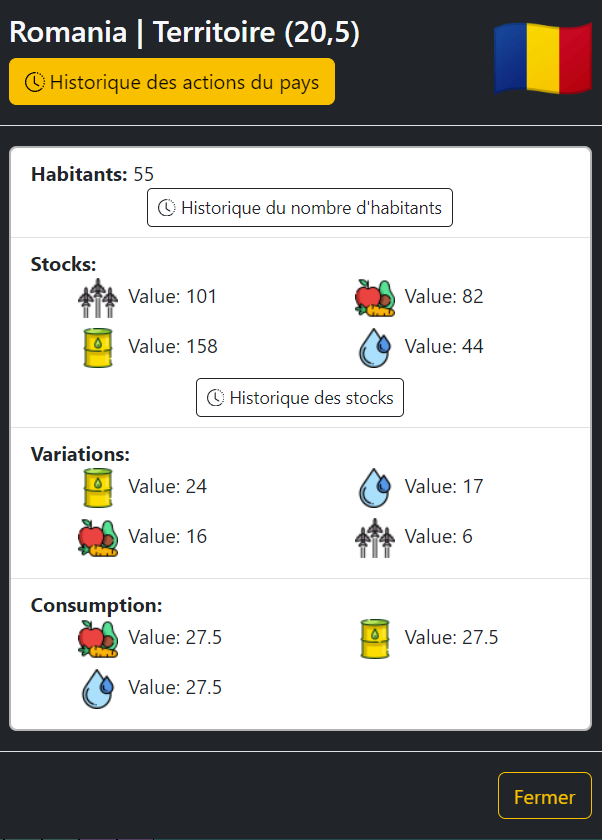 Romania | Territoire (20,5)
Historique des actions du pays
Habitants: 55
Historique du nombre d'habitants
Stocks:
Value: 101 Value: 82
Value: 158 Value: 44
Historique des stocks
Variations:
Value: 24 Value: 17
Value: 16 Value: 6
Consumption:
Value: 27.5 Value: 27.5
Value: 27.5
Fermer